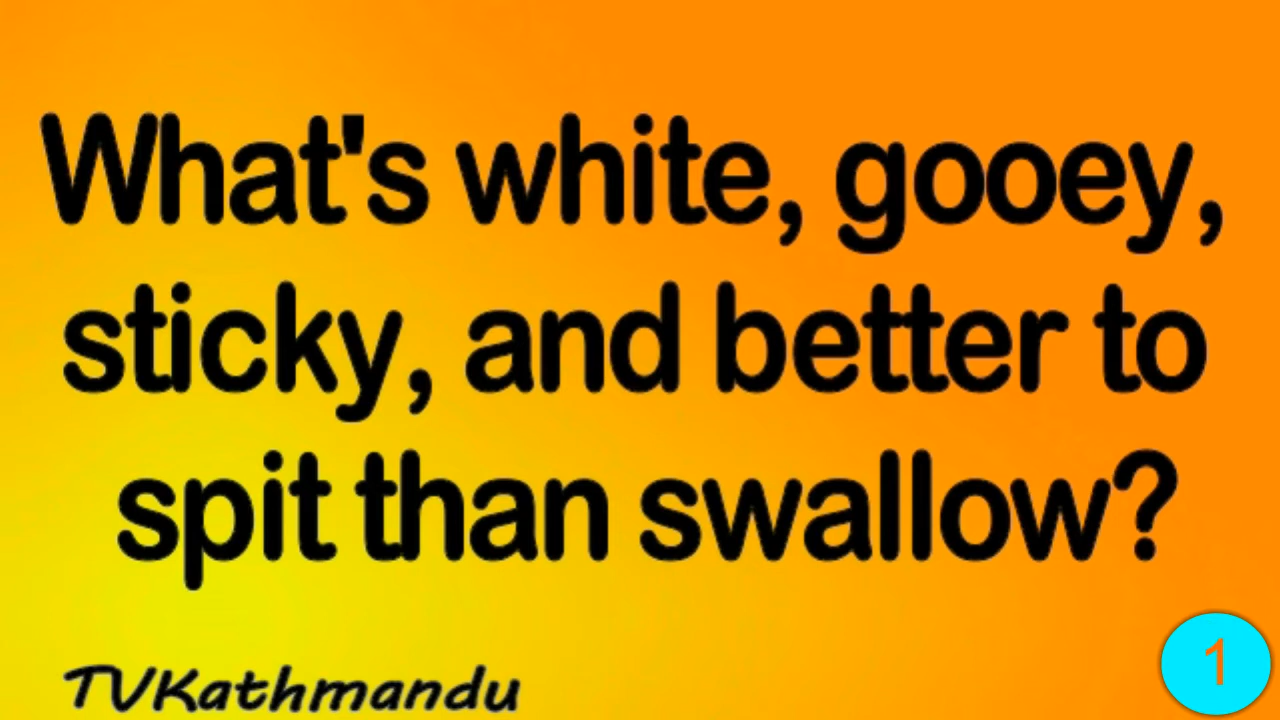 What's white, gooey,
sticky, and better to
spit than swallow?
TVKathmandu
1